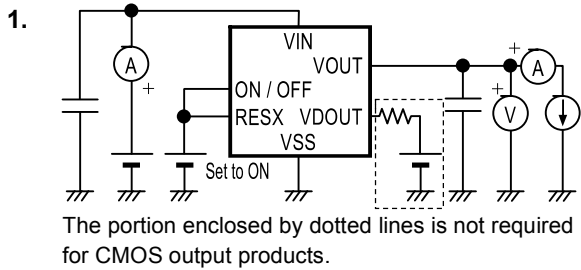 1.
VIN
VOUT
A
+
ON / OFF
RESX VDOUT
VSS
Set to ON
+
A
+
V
The portion enclosed by dotted lines is not required
for CMOS output products.